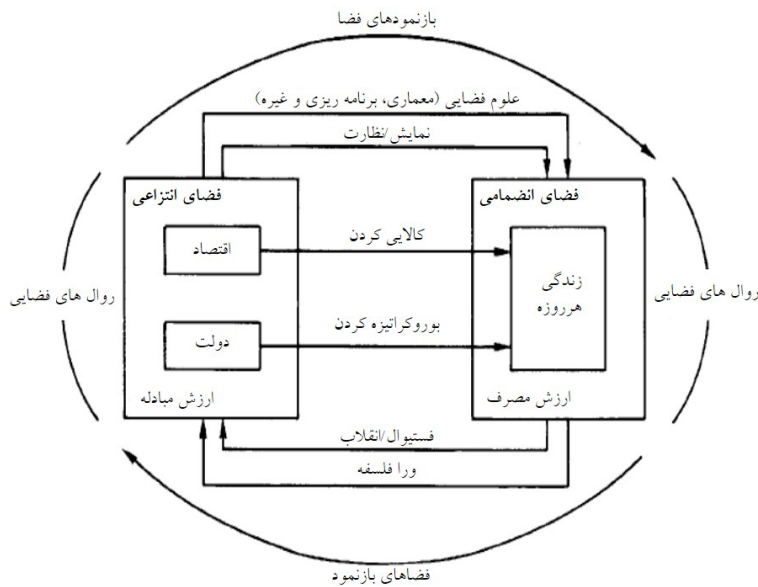 بازنمودهای فضا
علوم فضایی (معماری، برنامه ریزی و غیره)
نمایش/نظارت
فضای انضمامی
فضای انتزاعی
کالایی کردن
اقتصاد
زندگی
هرروزه
روال های فضایی
روال های فضایی
بوروکراتیزه کردن
دولت
ارزش مصرف
ارزش مبادله
فستیوال/انقلاب
ورا فلسفه
فضاهای بازنمود